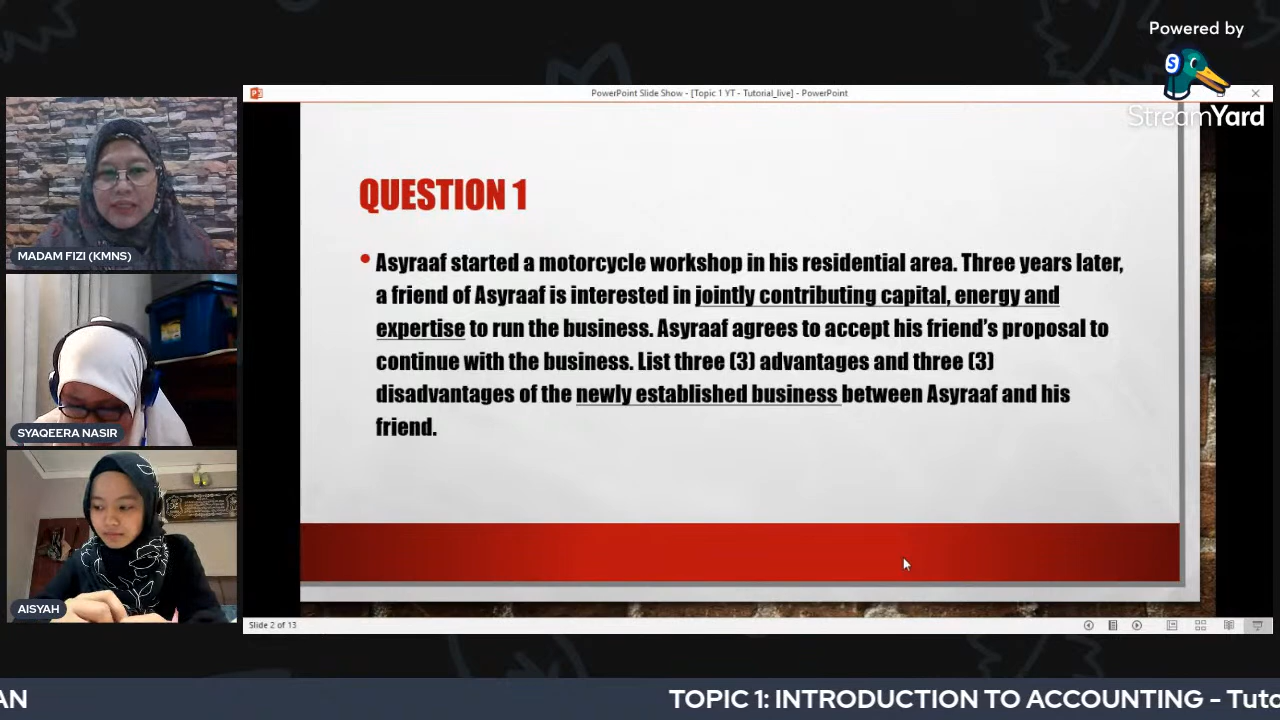 Powered by
StreamYard
PowerPoint Slide Show - [Topic 1 YT - Tutorial_live] - PowerPoint
MADAM FIZI (KMNS)
SYAQEERA NASIR
AISYAH
QUESTION 1
• Asyraaf started a motorcycle workshop in his residential area. Three years later,
a friend of Asyraaf is interested in jointly contributing capital, energy and
expertise to run the business. Asyraaf agrees to accept his friend's proposal to
continue with the business. List three (3) advantages and three (3)
disadvantages of the newly established business between Asyraaf and his
friend.
Slide 2 of 13
AN
TOPIC 1: INTRODUCTION TO ACCOUNTING - Tuto